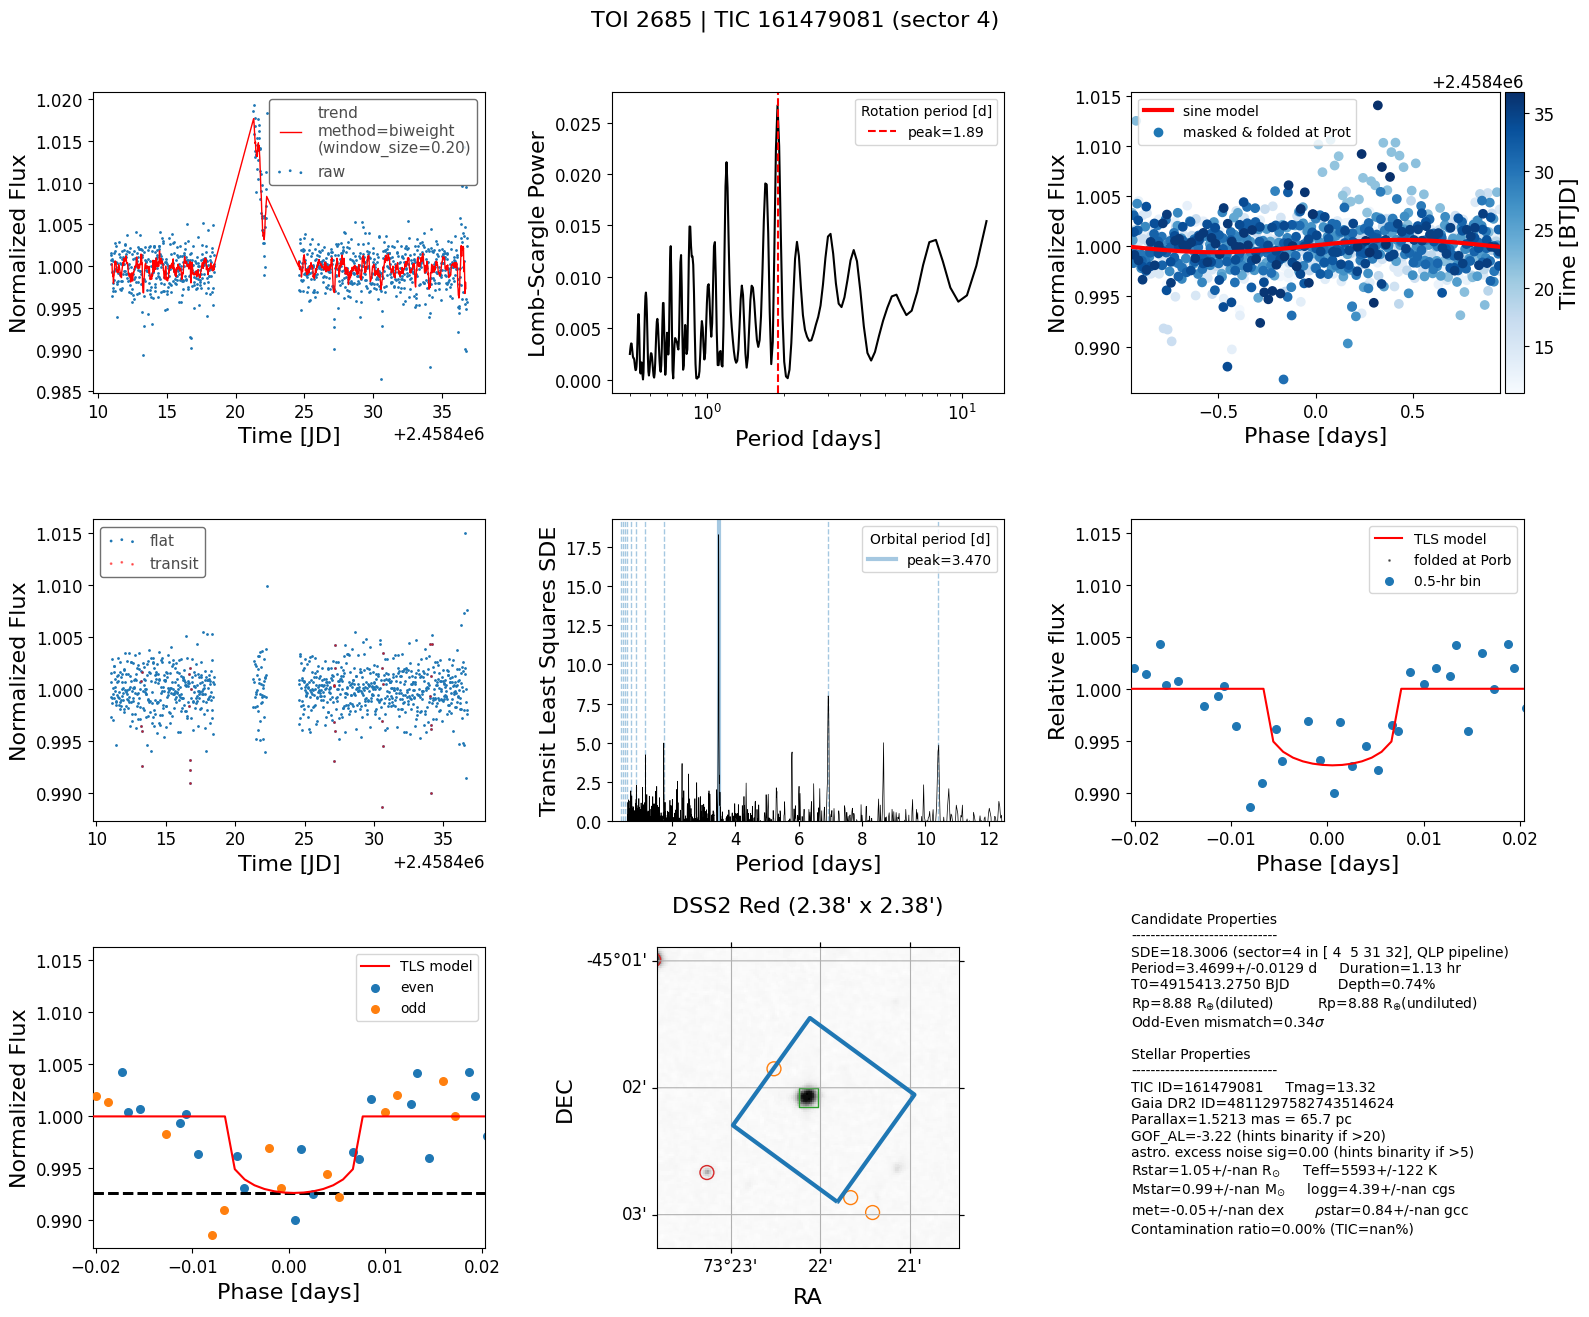 TOI 2685 | TIC 161479081 (sector 4)
1.020
1.015
1.010
1.005
1.000
0.995
0.990
0.985
Normalized Flux
trend
method=biweight
(window_size=0.20)
raw
10
15
20
25
30
35
Time [JD]
+2.4584e6
0.025
0.020
0.015
0.010
0.005
0.000
Lomb-Scargle Power
Rotation period [d]
peak=1.89
10⁰
10¹
Period [days]
+2.4584e6
1.015
1.010
1.005
1.000
0.995
0.990
Normalized Flux
sine model
masked & folded at Prot
−0.5
0.0
0.5
Phase [days]
35
30
25
20
15
Time [BTJD]
1.015
1.010
1.005
1.000
0.995
0.990
Normalized Flux
flat
transit
10
15
20
25
30
35
Time [JD]
+2.4584e6
17.5
15.0
12.5
10.0
7.5
5.0
2.5
0.0
Transit Least Squares SDE
Orbital period [d]
peak=3.470
2
4
6
8
10
12
Period [days]
1.015
1.010
1.005
1.000
0.995
0.990
Relative flux
TLS model
folded at Porb
0.5-hr bin
−0.02
−0.01
0.00
0.01
0.02
Phase [days]
1.015
1.010
1.005
1.000
0.995
0.990
Normalized Flux
TLS model
even
odd
−0.02
−0.01
0.00
0.01
0.02
Phase [days]
DSS2 Red (2.38' x 2.38')
-45°01'
02'
03'
DEC
73°23'
22'
21'
RA
Candidate Properties
------------------------------
SDE=18.3006 (sector=4 in [ 4 5 31 32], QLP pipeline)
Period=3.4699+/-0.0129 d Duration=1.13 hr
T0=4915413.2750 BJD Depth=0.74%
Rp=8.88 R⊕(diluted) Rp=8.88 R⊕(undiluted)
Odd-Even mismatch=0.34σ
Stellar Properties
------------------------------
TIC ID=161479081 Tmag=13.32
Gaia DR2 ID=4811297582743514624
Parallax=1.5213 mas = 65.7 pc
GOF_AL=-3.22 (hints binarity if >20)
astro. excess noise sig=0.00 (hints binarity if >5)
Rstar=1.05+/-nan R⊙ Teff=5593+/-122 K
Mstar=0.99+/-nan M⊙ logg=4.39+/-nan cgs
met=-0.05+/-nan dex ρstar=0.84+/-nan gcc
Contamination ratio=0.00% (TIC=nan%)